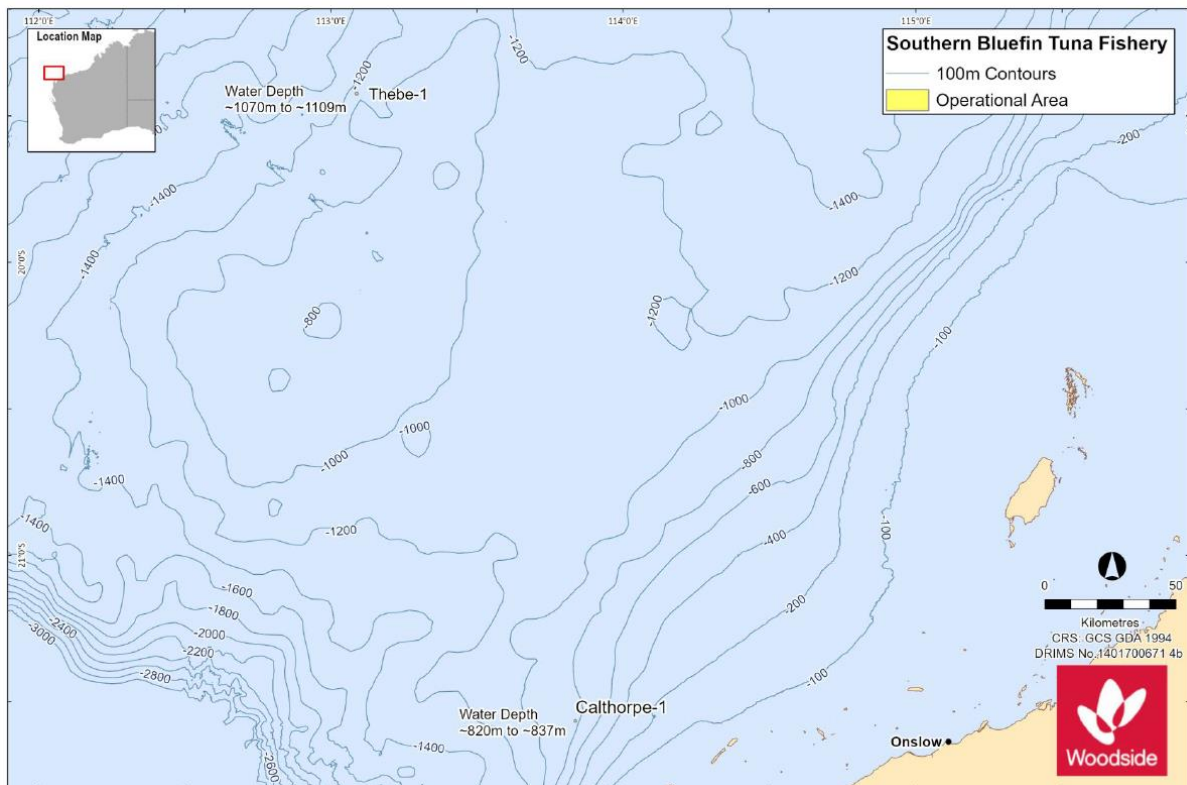 112°0'E
113°0'E
114°0'E
115°0'E
Location Map
Southern Bluefin Tuna Fishery
100m Contours
Operational Area
-1200
-1200
Water Depth
~1070m to ~1109m
Thebe-1
-200
-1400
-1400
20°0'S
-1400
-1200
-800
-1200
-100
-1000
-1000
-1000
-800
-600
-1400
-1200
-400
-100
-1400
21°0'S
-1600
-200
-1800
-2000
-2400
-3000
-2200
-2800
-100
0
50
Kilometres
CRS: GCS GDA 1994
DRIMS No.1401700671 4b
Water Depth
~820m to ~837m
Calthorpe-1
-1400
-2600
Onslow
Woodside